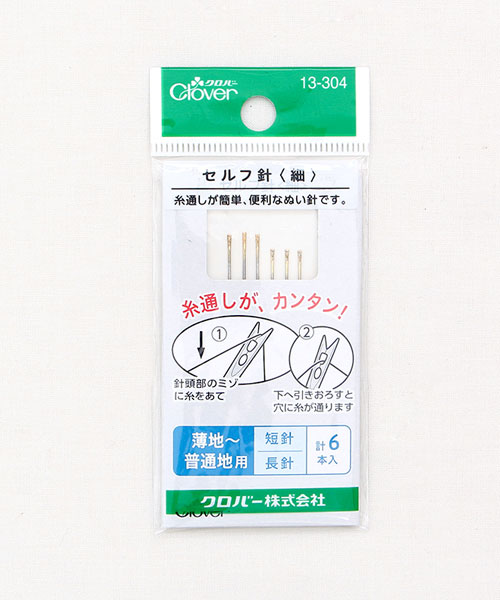 クロバー
Clover
13-304
セルフ針〈細〉
糸通しが簡単、便利なぬい針です。
糸通しが、カンタン!
①
②
針頭部のミゾ
に糸をあて
下へ引きおろすと
穴に糸が通ります
薄地〜
普通地用
短針
長針
計6
本入
クロバー株式会社
Clover